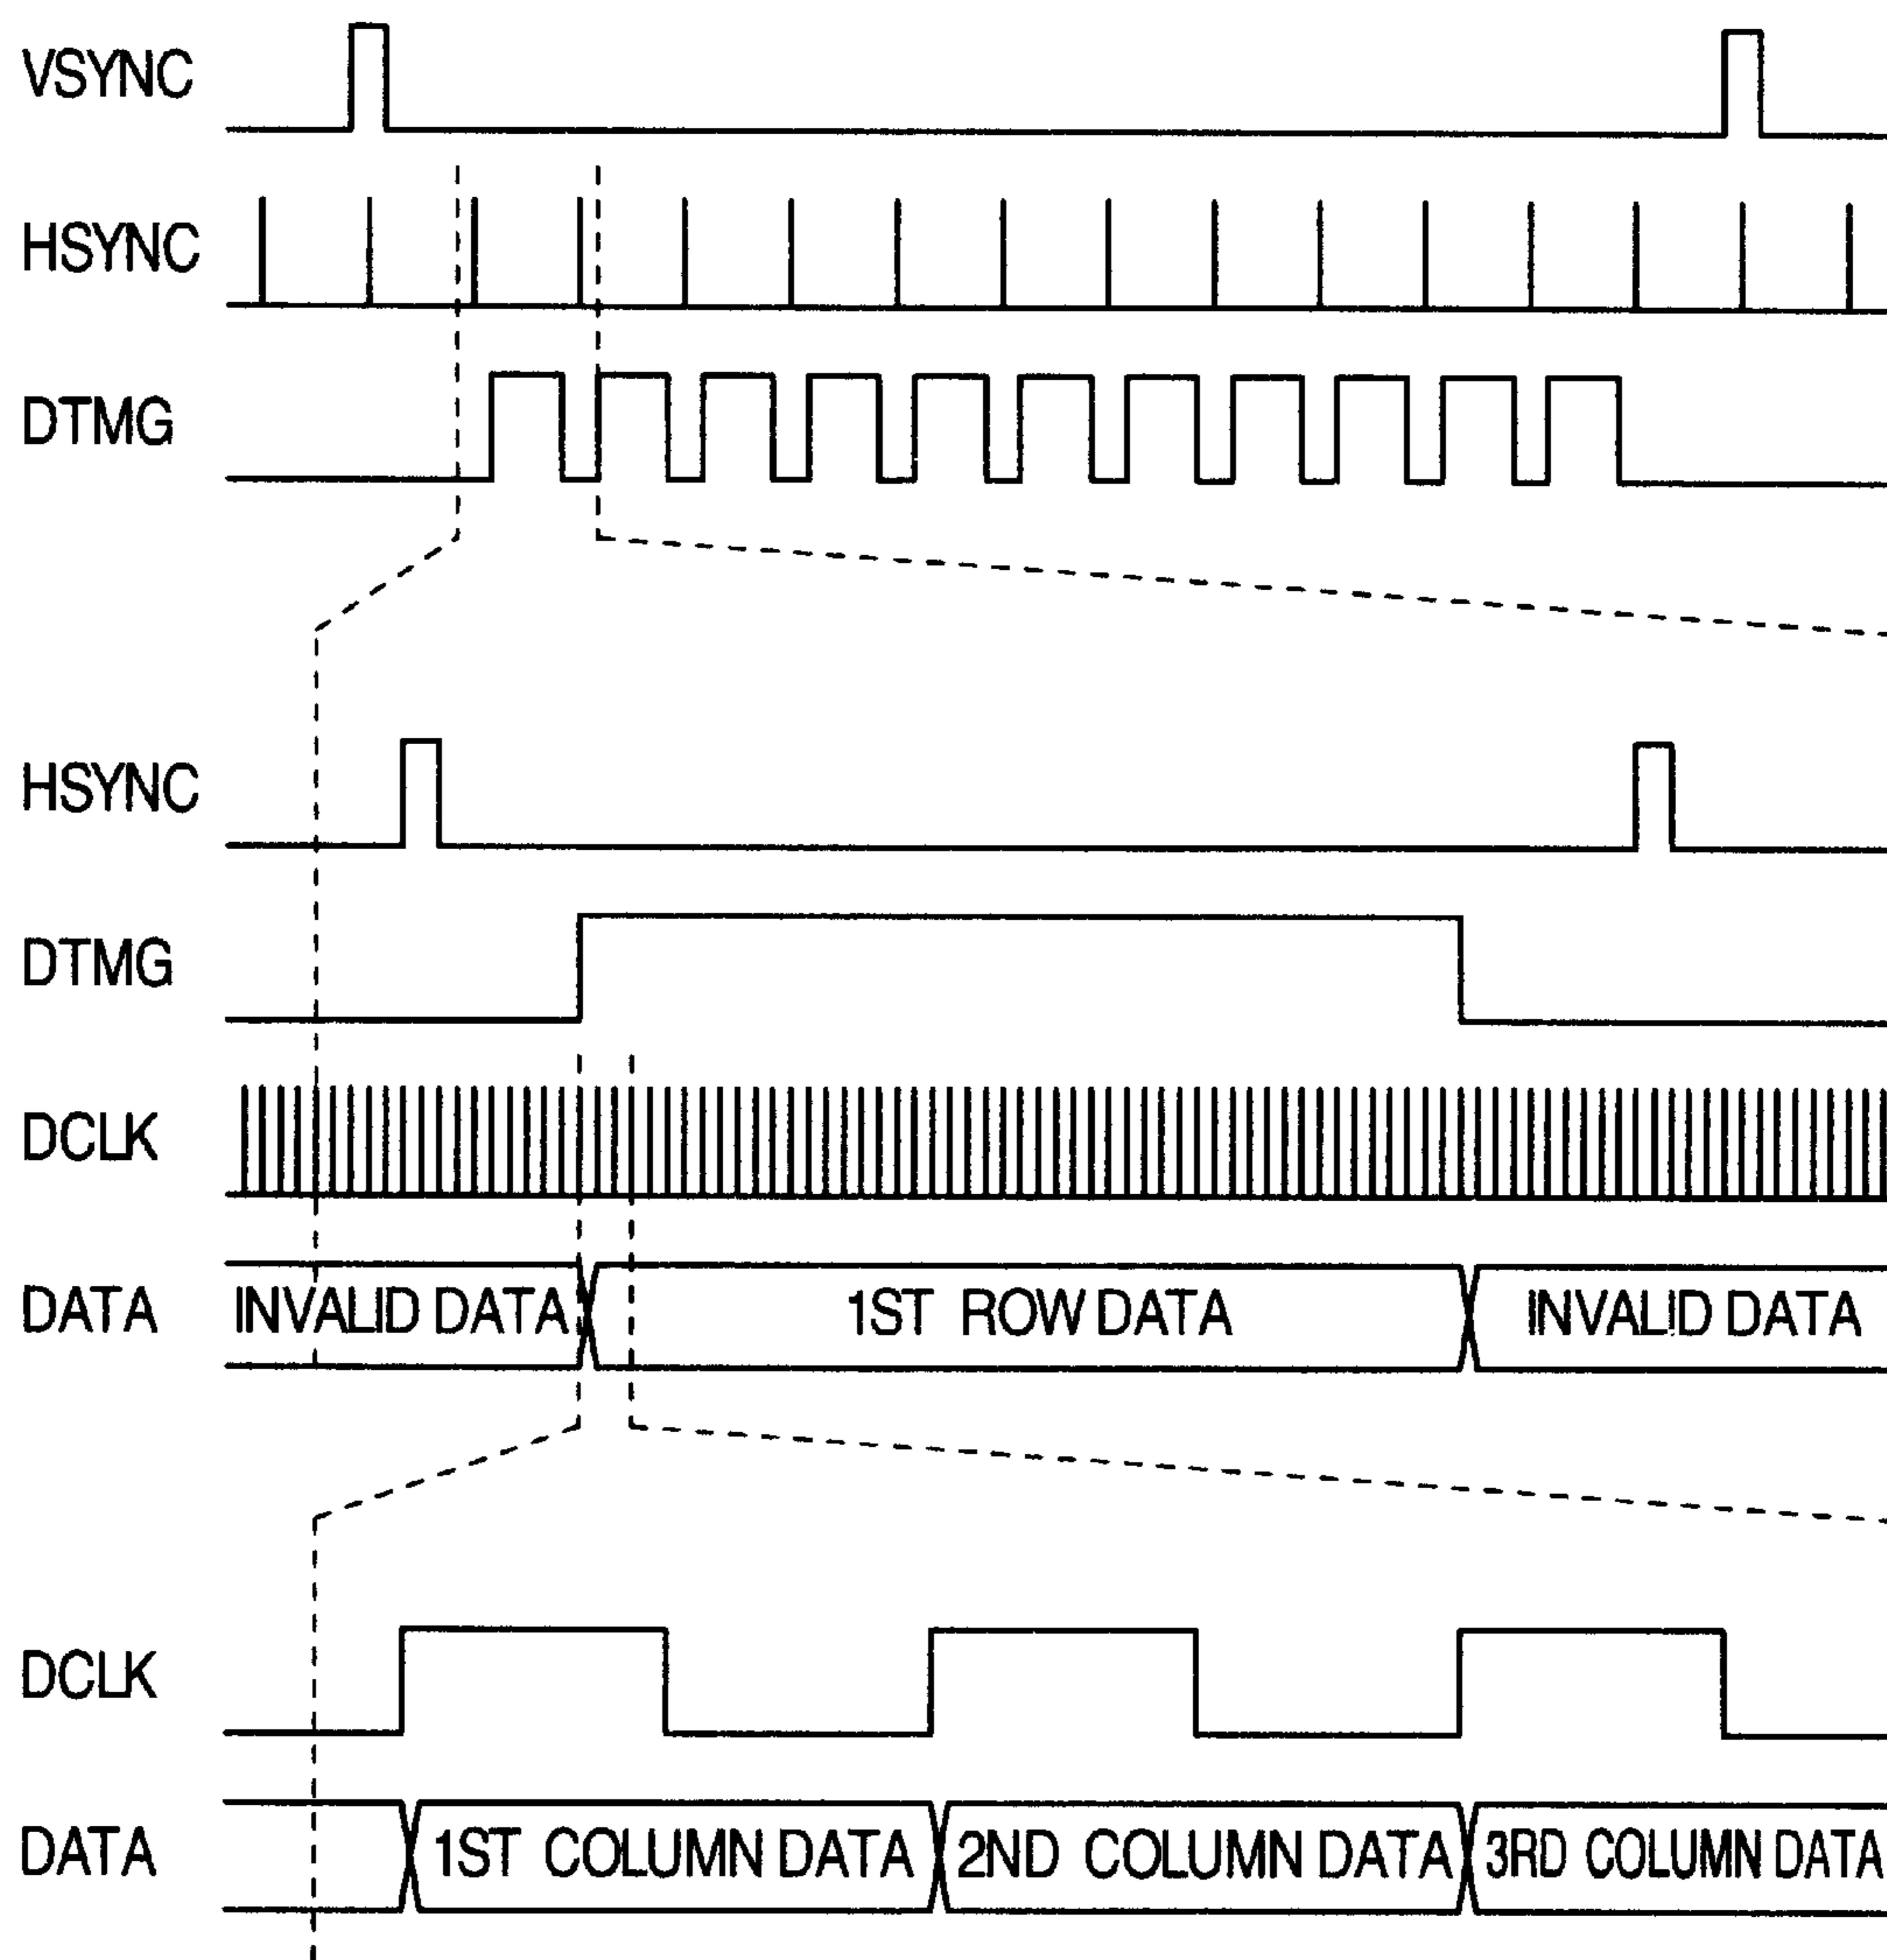 VSYNC
HSYNC
DTMG
HSYNC
DTMG
DCLK
DATA INVALID DATA 1ST ROW DATA INVALID DATA
DCLK
DATA 1ST COLUMN DATA 2ND COLUMN DATA 3RD COLUMN DATA